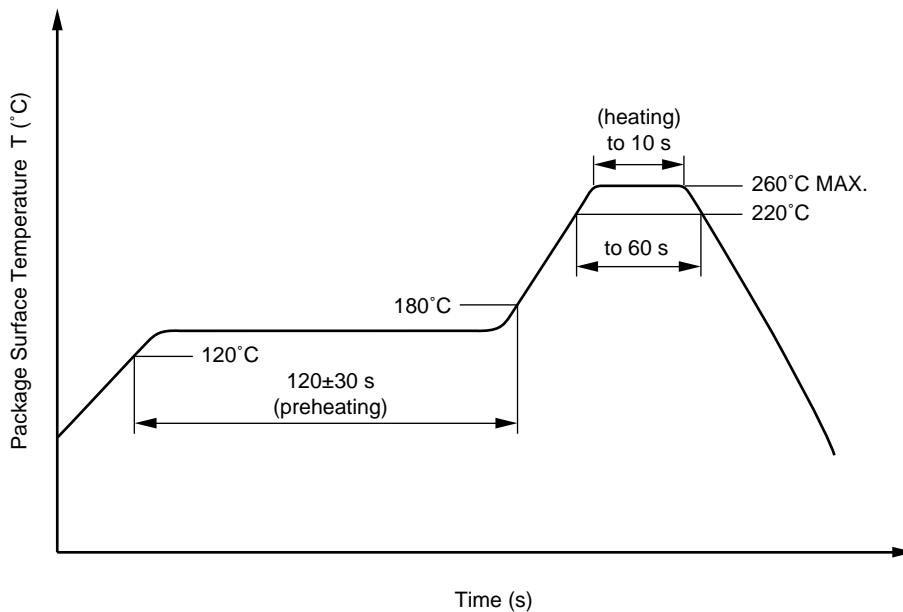 Package Surface Temperature T (˚C)
(heating)
to 10 s
260˚C MAX.
220˚C
to 60 s
180˚C
120˚C
120±30 s
(preheating)
Time (s)